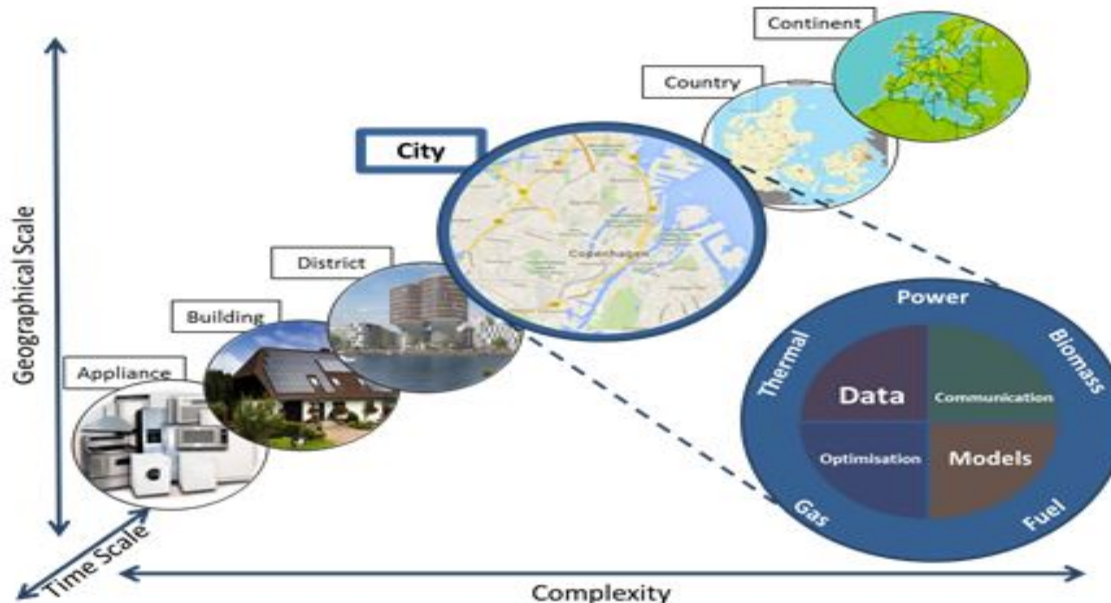 Continent
Country
City
District
Building
Appliance
Geographical Scale
Time Scale
Complexity
Copenhagen
Power
Thermal
Biomass
Data
Communication
Optimisation
Models
Gas
Fuel